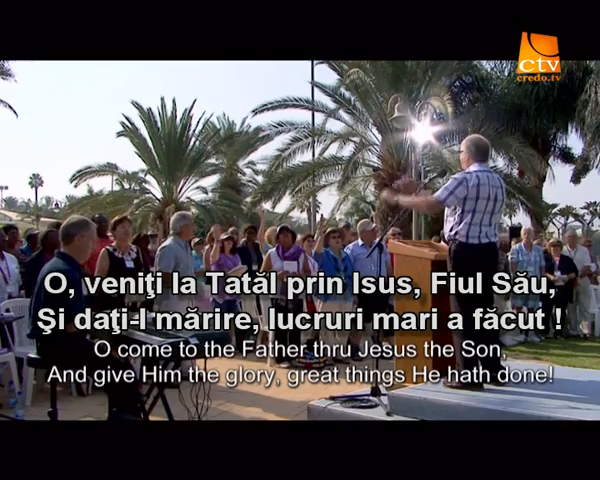 ctv
credo.tv
O, veniţi la Tatăl prin Isus, Fiul Său,
Şi daţi-I mărire, lucruri mari a făcut !
O come to the Father thru Jesus the Son,
And give Him the glory, great things He hath done!